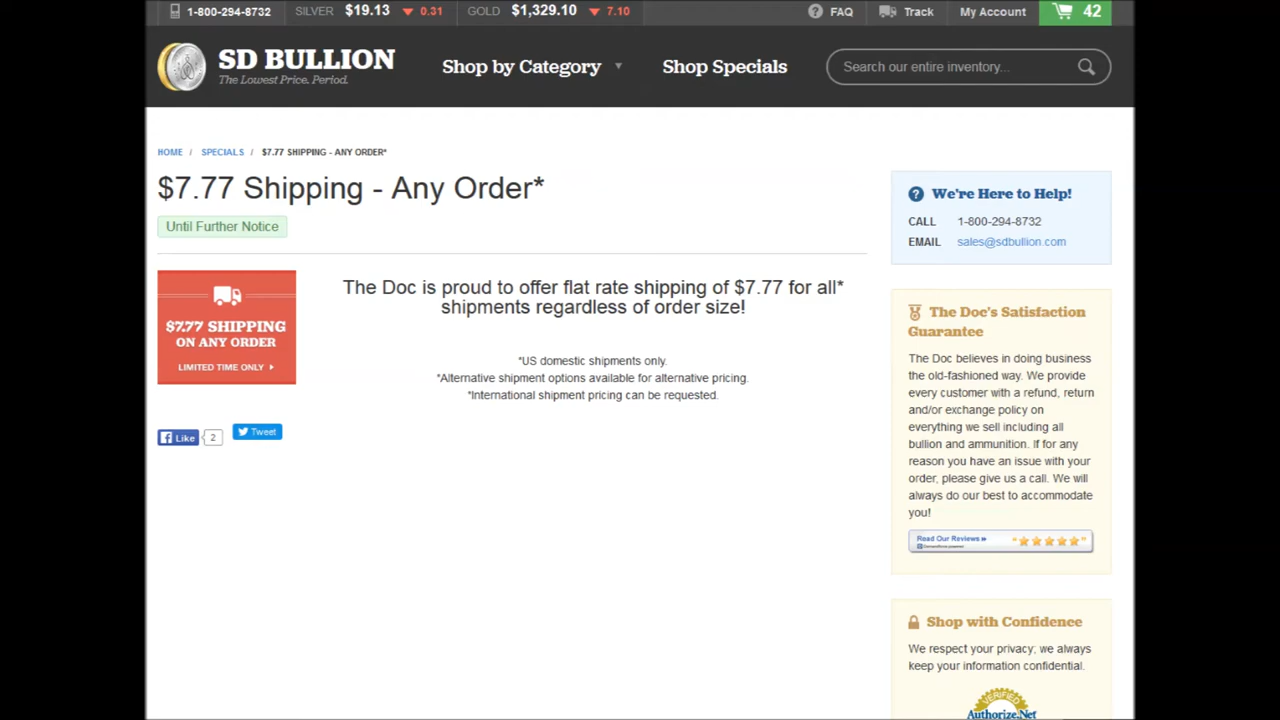 1-800-294-8732 SILVER $19.13 0.31 GOLD $1,329.10 7.10 FAQ Track My Account 42
SD BULLION
The Lowest Price. Period.
Shop by Category
Shop Specials
Search our entire inventory...
HOME / SPECIALS / $7.77 SHIPPING - ANY ORDER*
$7.77 Shipping - Any Order*
Until Further Notice
$7.77 SHIPPING
ON ANY ORDER
LIMITED TIME ONLY
Like 2
Tweet
The Doc is proud to offer flat rate shipping of $7.77 for all*
shipments regardless of order size!
*US domestic shipments only.
*Alternative shipment options available for alternative pricing.
*International shipment pricing can be requested.
We're Here to Help!
CALL 1-800-294-8732
EMAIL sales@sdbullion.com
The Doc's Satisfaction
Guarantee
The Doc believes in doing business
the old-fashioned way. We provide
every customer with a refund, return
and/or exchange policy on
everything we sell including all
bullion and ammunition. If for any
reason you have an issue with your
order, please give us a call. We will
always do our best to accommodate
you!
Read Our Reviews
Shop with Confidence
We respect your privacy; we always
keep your information confidential.
VERIFIED
Authorize.Net